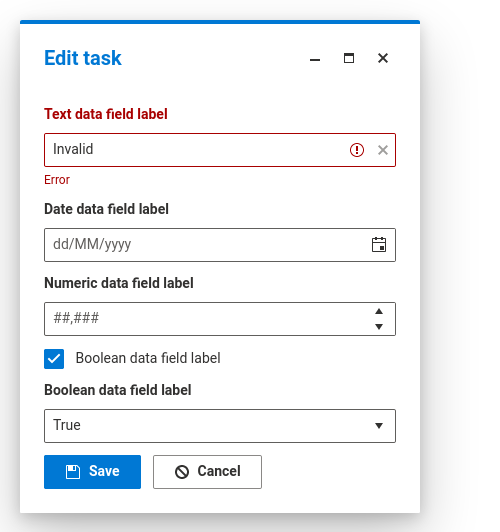 Edit task
Text data field label
Invalid
Error
Date data field label
dd/MM/yyyy
Numeric data field label
##,###
Boolean data field label
Boolean data field label
True
Save Cancel